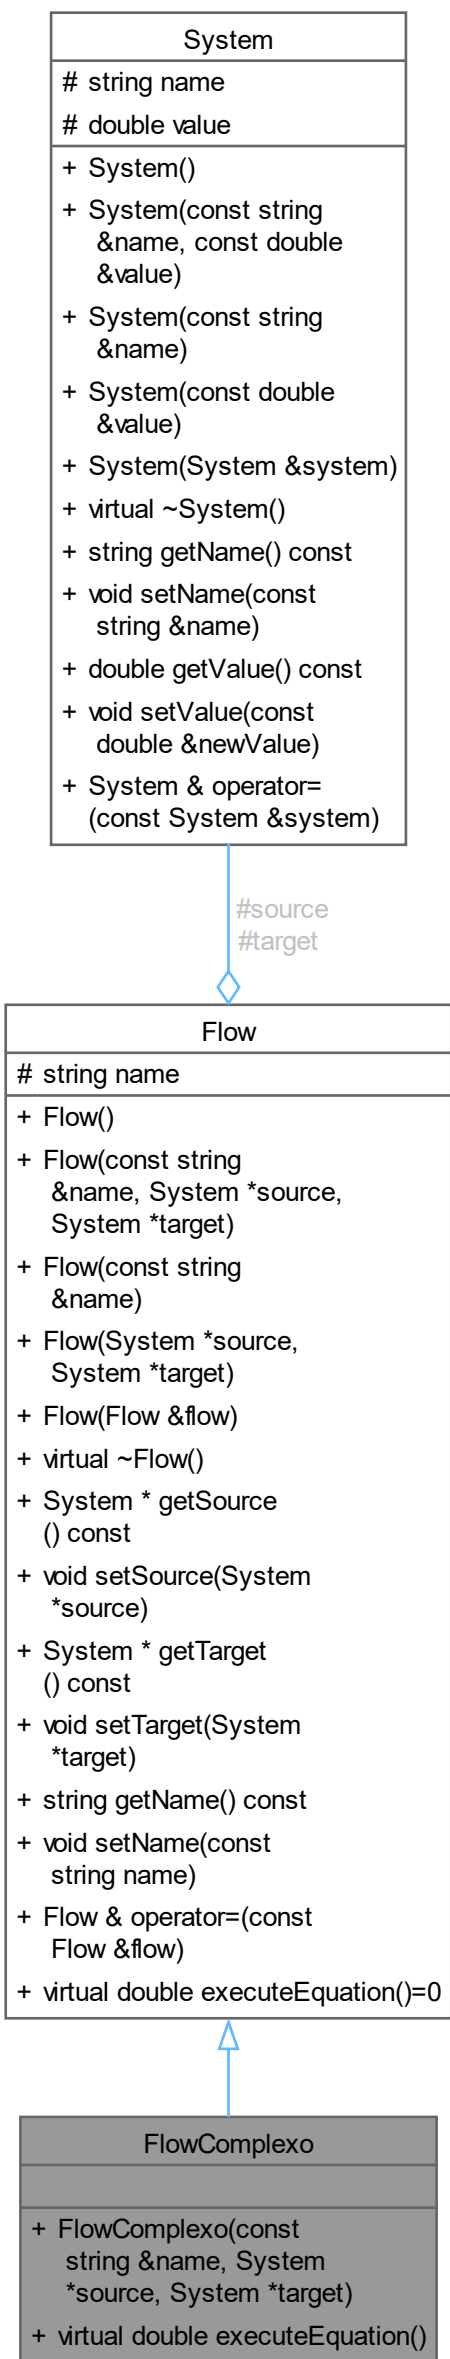 System
# string name
# double value
+ System()
+ System(const string
&name, const double
&value)
+ System(const string
&name)
+ System(const double
&value)
+ System(System &system)
+ virtual ~System()
+ string getName() const
+ void setName(const
string &name)
+ double getValue() const
+ void setValue(const
double &newValue)
+ System & operator=
(const System &system)
#source
#target
Flow
# string name
+ Flow()
+ Flow(const string
&name, System *source,
System *target)
+ Flow(const string
&name)
+ Flow(System *source,
System *target)
+ Flow(Flow &flow)
+ virtual ~Flow()
+ System * getSource
() const
+ void setSource(System
*source)
+ System * getTarget
() const
+ void setTarget(System
*target)
+ string getName() const
+ void setName(const
string name)
+ Flow & operator=(const
Flow &flow)
+ virtual double executeEquation()=0
FlowComplexo
+ FlowComplexo(const
string &name, System
*source, System *target)
+ virtual double executeEquation()